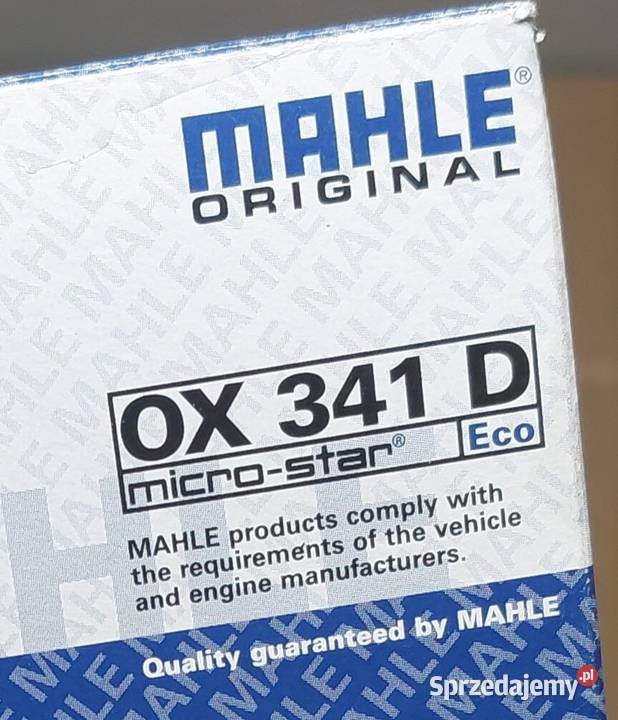 MAHLE®
ORIGINAL
OX 341 D
micro-star® Eco
MAHLE products comply with
the requirements of the vehicle
and engine manufacturers.
Quality guaranteed by MAHLE
Sprzedajemy.pl